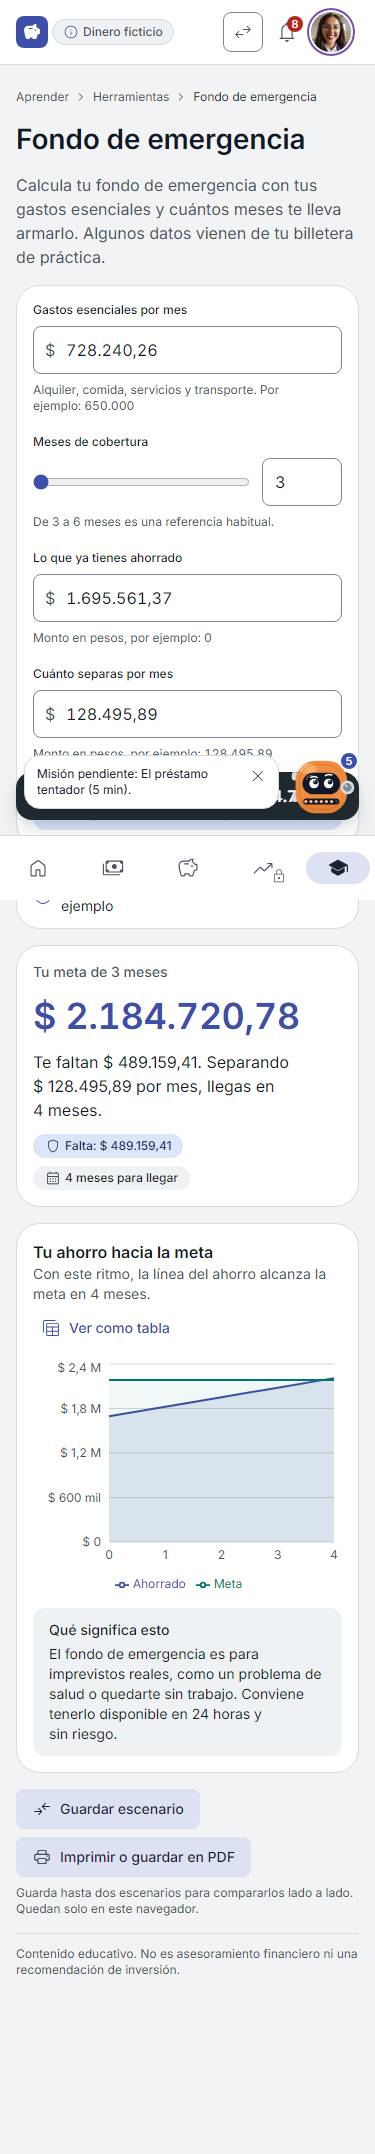 Dinero ficticio
8
Aprender > Herramientas > Fondo de emergencia
Fondo de emergencia
Calcula tu fondo de emergencia con tus
gastos esenciales y cuántos meses te lleva
armarlo. Algunos datos vienen de tu billetera
de práctica.
Gastos esenciales por mes
$ 728.240,26
Alquiler, comida, servicios y transporte. Por
ejemplo: 650.000
Meses de cobertura
3
De 3 a 6 meses es una referencia habitual.
Lo que ya tienes ahorrado
$ 1.695.561,37
Monto en pesos, por ejemplo: 0
Cuánto separas por mes
$ 128.495,89
Monto en pesos, por ejemplo: 128.495,89
5
Misión pendiente: El préstamo
tentador (5 min).
ejemplo
Tu meta de 3 meses
$ 2.184.720,78
Te faltan $ 489.159,41. Separando
$ 128.495,89 por mes, llegas en
4 meses.
Falta: $ 489.159,41
4 meses para llegar
Tu ahorro hacia la meta
Con este ritmo, la línea del ahorro alcanza la
meta en 4 meses.
Ver como tabla
$ 2,4 M
$ 1,8 M
$ 1,2 M
$ 600 mil
$ 0
0 1 2 3 4
Ahorrado Meta
Qué significa esto
El fondo de emergencia es para
imprevistos reales, como un problema de
salud o quedarte sin trabajo. Conviene
tenerlo disponible en 24 horas y
sin riesgo.
Guardar escenario
Imprimir o guardar en PDF
Guarda hasta dos escenarios para compararlos lado a lado.
Quedan solo en este navegador.
Contenido educativo. No es asesoramiento financiero ni una
recomendación de inversión.